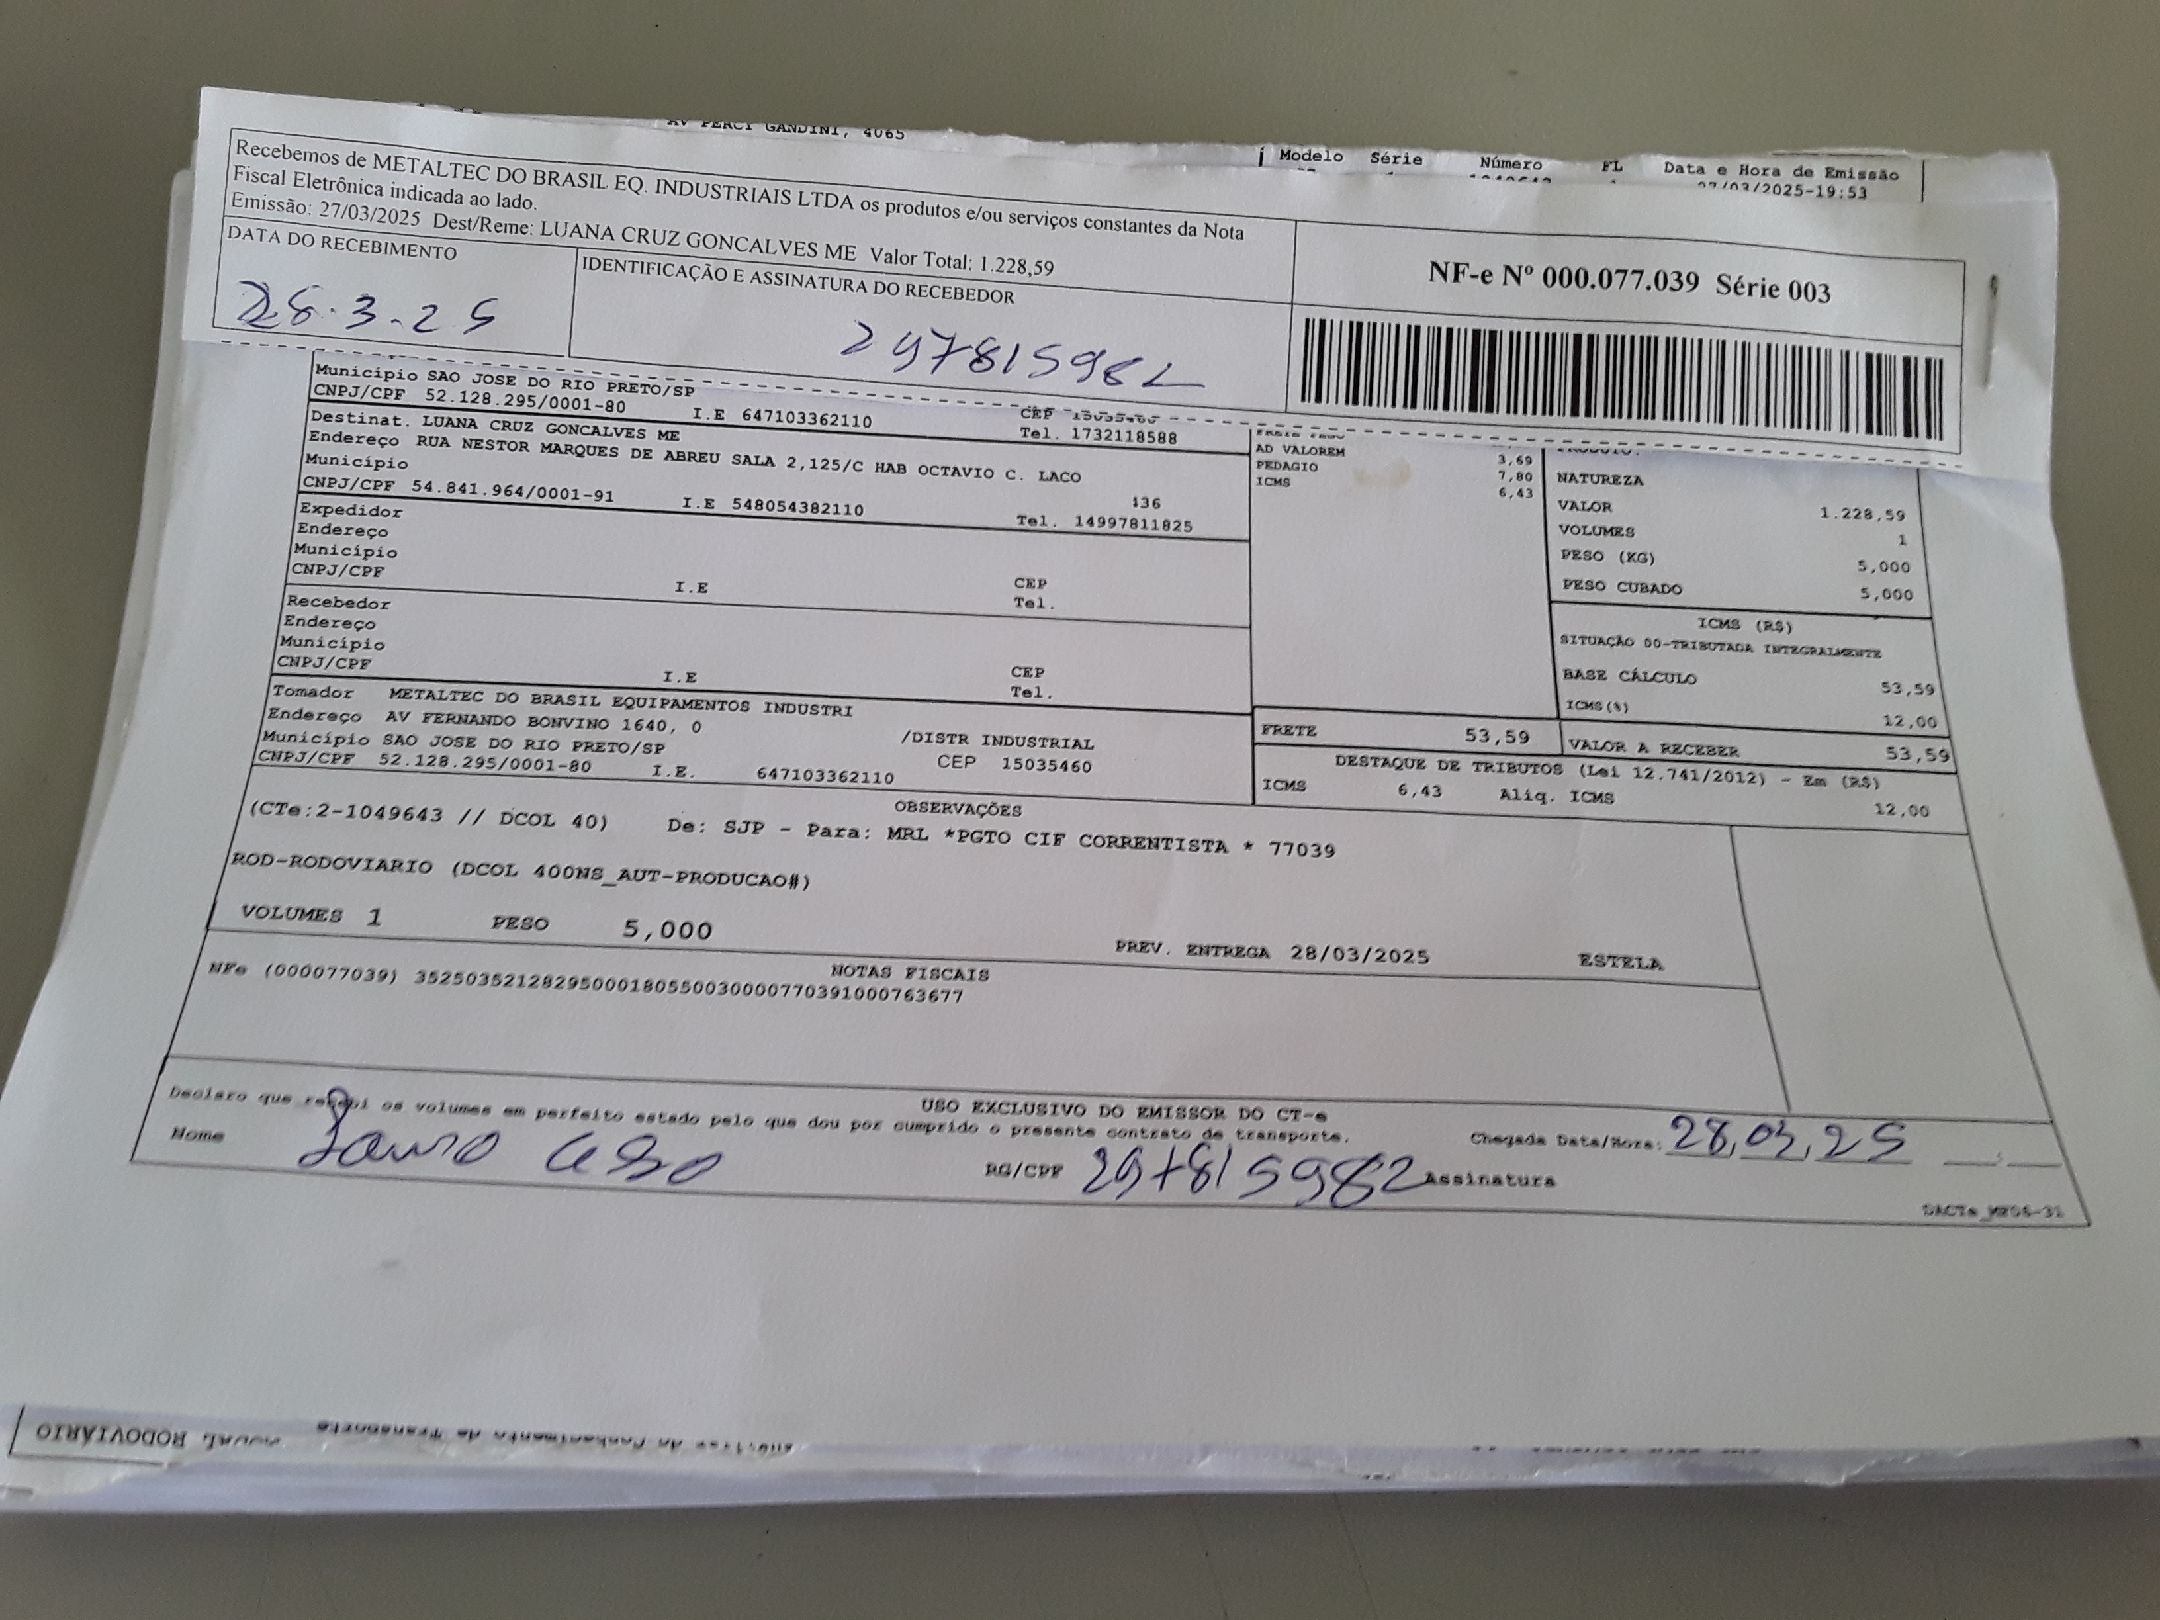 AV PERCY GANDINI, 4065
Modelo Série Número FL Data e Hora de Emissão
27/03/2025-19:53
Recebemos de METALTEC DO BRASIL EQ. INDUSTRIAIS LTDA os produtos e/ou serviços constantes da Nota
Fiscal Eletrônica indicada ao lado.
Emissão: 27/03/2025 Dest/Reme: LUANA CRUZ GONCALVES ME Valor Total: 1.228,59
DATA DO RECEBIMENTO
IDENTIFICAÇÃO E ASSINATURA DO RECEBEDOR
28.3.25
297815982
NF-e Nº 000.077.039 Série 003
Município SAO JOSE DO RIO PRETO/SP
CEP 15035460
CNPJ/CPF 52.128.295/0001-80 I.E 647103362110 Tel. 1732118588
Destinat. LUANA CRUZ GONCALVES ME
Endereço RUA NESTOR MARQUES DE ABREU SALA 2,125/C HAB OCTAVIO C. LACO
Município
136
CNPJ/CPF 54.841.964/0001-91 I.E 548054382110 Tel. 14997811825
Expedidor
Endereço
Município CEP
CNPJ/CPF I.E Tel.
Recebedor
Endereço
Município CEP
CNPJ/CPF I.E Tel.
Tomador METALTEC DO BRASIL EQUIPAMENTOS INDUSTRI
Endereço AV FERNANDO BONVINO 1640, 0 /DISTR INDUSTRIAL
Município SAO JOSE DO RIO PRETO/SP CEP 15035460
CNPJ/CPF 52.128.295/0001-80 I.E. 647103362110
AD VALOREM 3,69
PEDAGIO 7,80
ICMS 6,43
NATUREZA
VALOR 1.228,59
VOLUMES 1
PESO (KG) 5,000
PESO CUBADO 5,000
ICMS (R$)
SITUAÇÃO 00-TRIBUTADA INTEGRALMENTE
BASE CÁLCULO 53,59
ICMS(%) 12,00
FRETE 53,59 VALOR A RECEBER 53,59
DESTAQUE DE TRIBUTOS (Lei 12.741/2012) - Em (R$)
ICMS 6,43 Aliq. ICMS 12,00
OBSERVAÇÕES
(CTe:2-1049643 // DCOL 40) De: SJP - Para: MRL *PGTO CIF CORRENTISTA * 77039
ROD-RODOVIARIO (DCOL 400NS_AUT-PRODUCAO#)
VOLUMES 1 PESO 5,000 PREV. ENTREGA 28/03/2025 ESTELA
NOTAS FISCAIS
NFe (000077039) 35250352128295000180550030000770391000763677
USO EXCLUSIVO DO EMISSOR DO CT-e
Declaro que recebi os volumes em perfeito estado pelo que dou por cumprido o presente contrato de transporte.
Chegada Data/Hora: 28,03,25
Nome RG/CPF 297815982 Assinatura
DACTe_MR06-31
MODAL RODOVIÁRIO